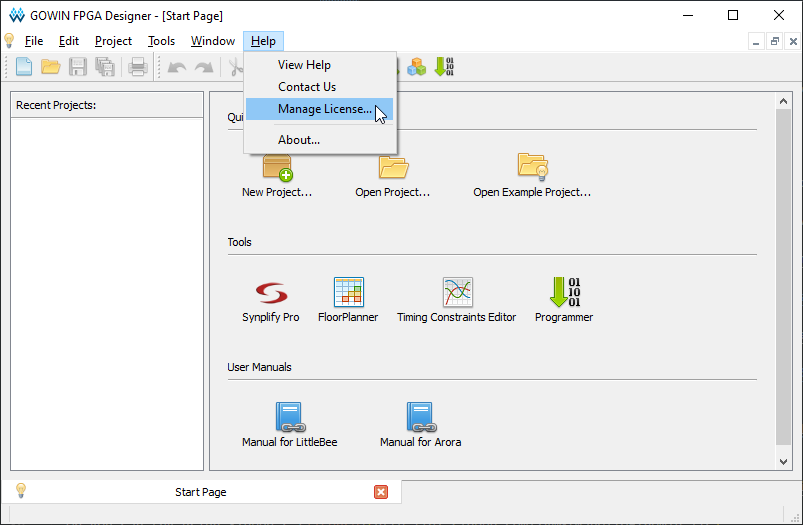 GOWIN FPGA Designer - [Start Page]
File Edit Project Tools Window Help
View Help
Contact Us
Manage License...
About...
Recent Projects:
Qui
New Project... Open Project... Open Example Project...
Tools
01
10
01
Synplify Pro FloorPlanner Timing Constraints Editor Programmer
User Manuals
Manual for LittleBee Manual for Arora
Start Page